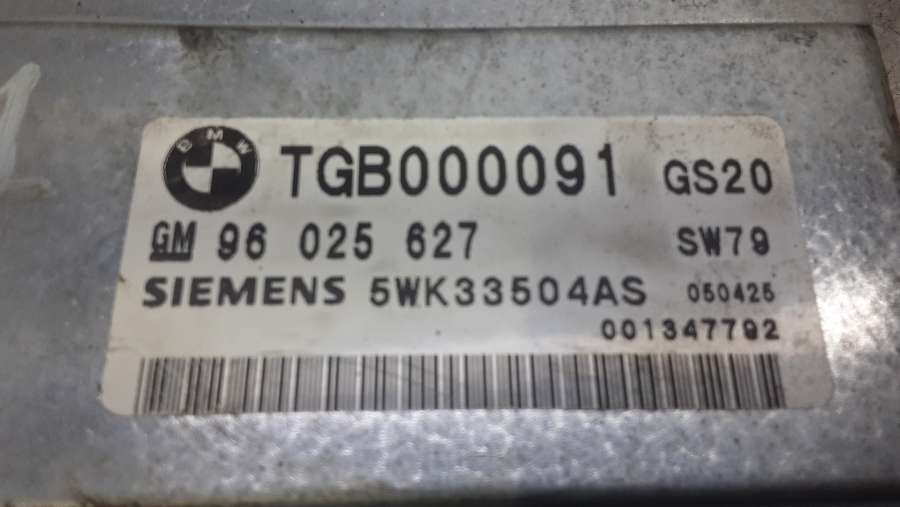 BMW TGB000091 GS20
GM 96 025 627 SW79
SIEMENS 5WK33504AS 050425
001347792